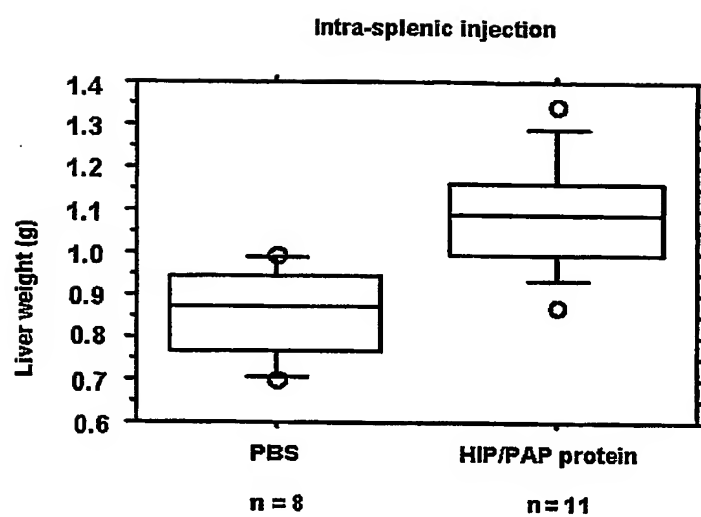 Intra-splenic injection
Liver weight (g)
1.4
1.3
1.2
1.1
1.0
0.9
0.8
0.7
0.6
PBS HIP/PAP protein
n = 8 n = 11